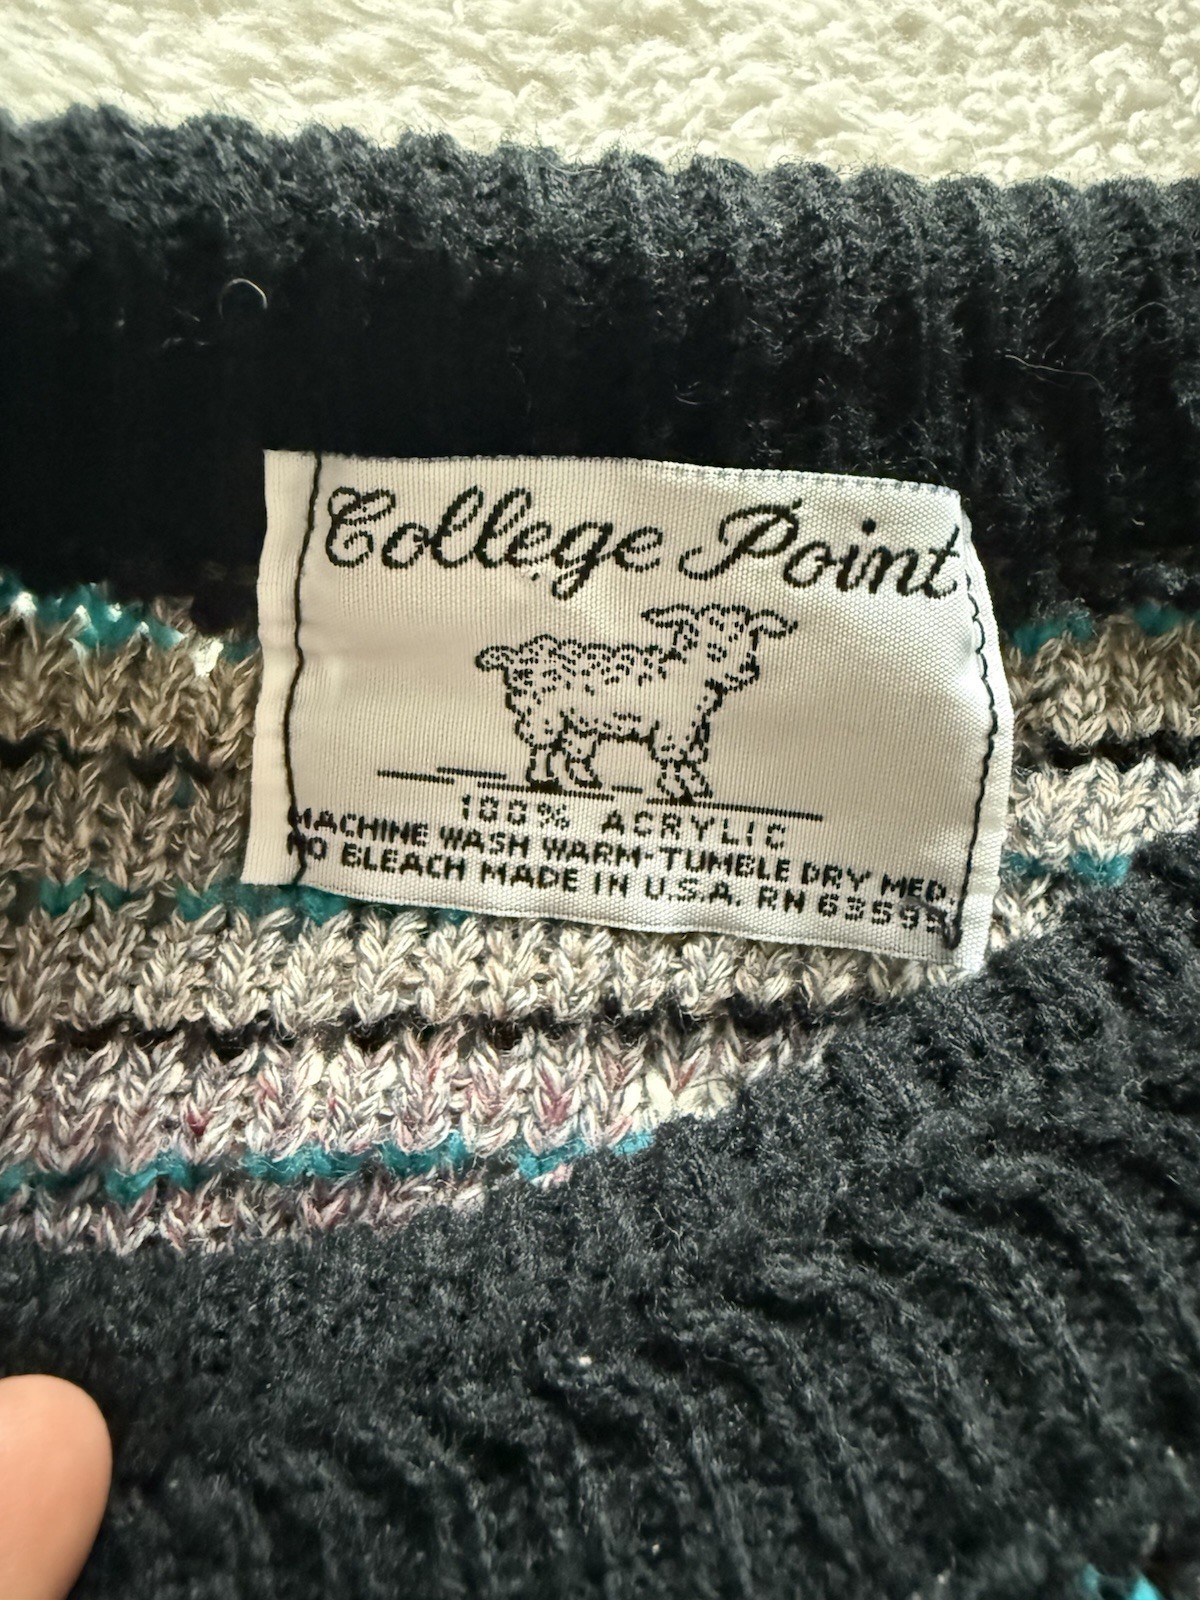 College Point
100% ACRYLIC
MACHINE WASH WARM-TUMBLE DRY MED.
NO BLEACH MADE IN U.S.A. RN 63595